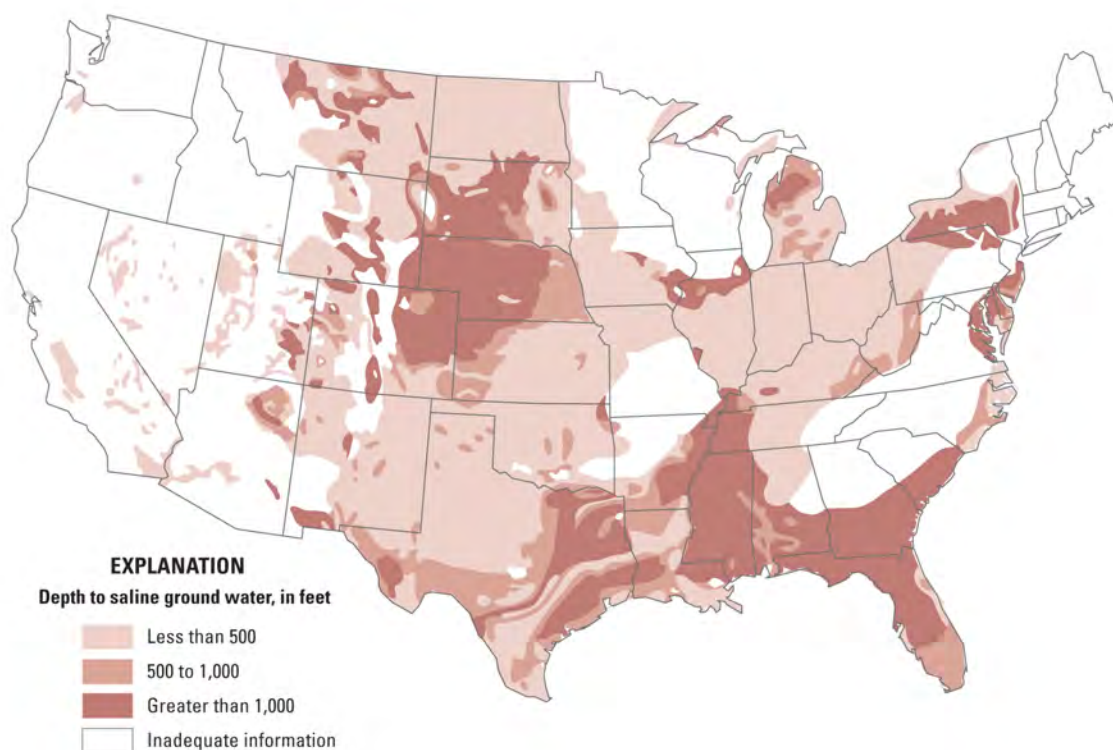 EXPLANATION
Depth to saline ground water, in feet
Less than 500
500 to 1,000
Greater than 1,000
Inadequate information